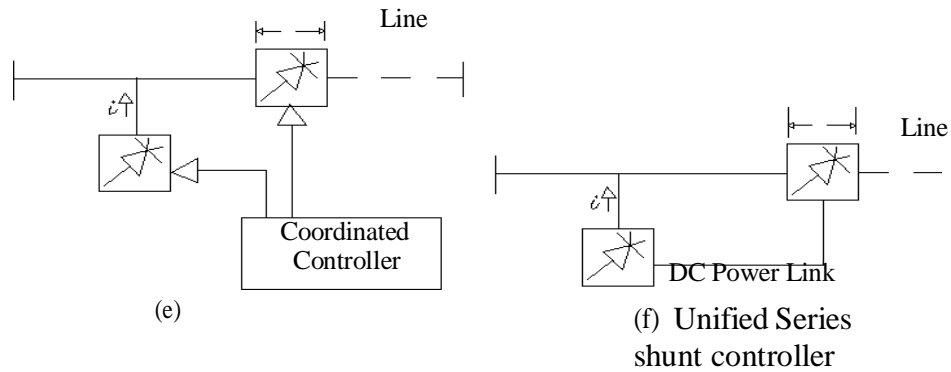 Line
i
Coordinated
Controller
(e)
Line
i
DC Power Link
(f) Unified Series
shunt controller